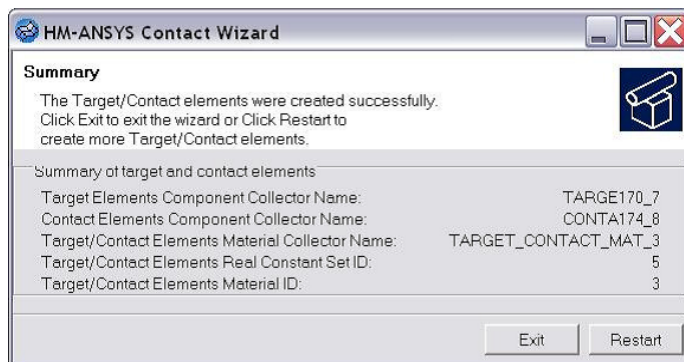 HM-ANSYS Contact Wizard
Summary
The Target/Contact elements were created successfully.
Click Exit to exit the wizard or Click Restart to
create more Target/Contact elements.
Summary of target and contact elements
Target Elements Component Collector Name: TARGE170_7
Contact Elements Component Collector Name: CONTA174_8
Target/Contact Elements Material Collector Name: TARGET_CONTACT_MAT_3
Target/Contact Elements Real Constant Set ID: 5
Target/Contact Elements Material ID: 3
Exit Restart